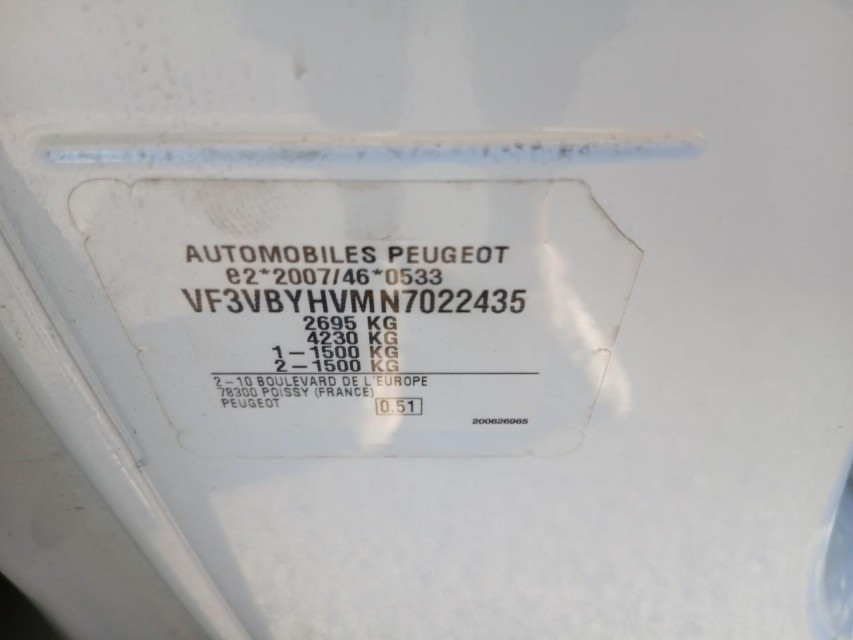 AUTOMOBILES PEUGEOT
e2*2007/46*0533
VF3VBYHVMN7022435
2695 KG
4230 KG
1-1500 KG
2-1500 KG
2-10 BOULEVARD DE L'EUROPE
78300 POISSY (FRANCE)
PEUGEOT
0.51
200626965